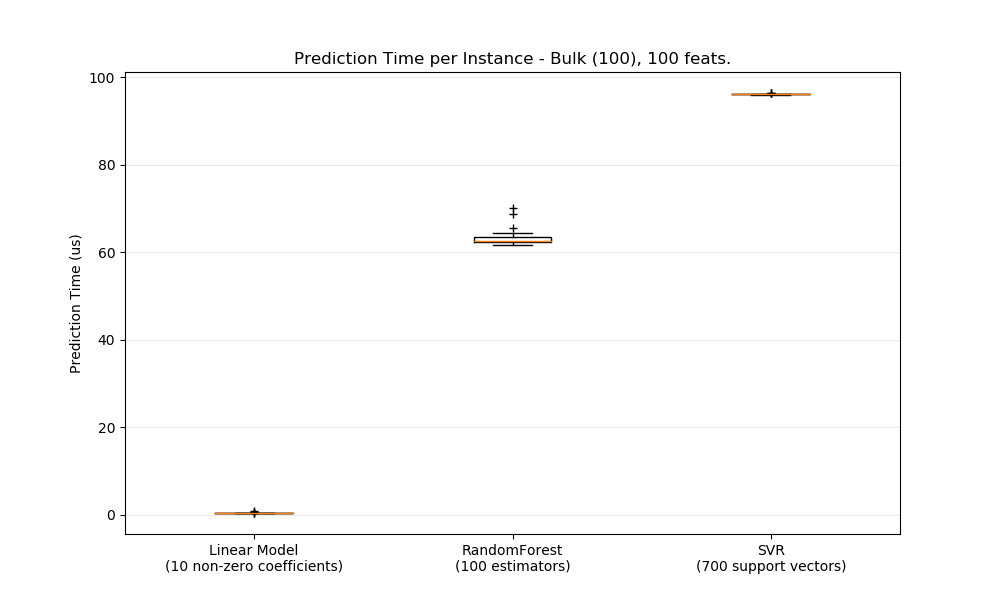 Prediction Time per Instance - Bulk (100), 100 feats.
Prediction Time (us)
100
80
60
40
20
0
Linear Model
(10 non-zero coefficients)
RandomForest
(100 estimators)
SVR
(700 support vectors)